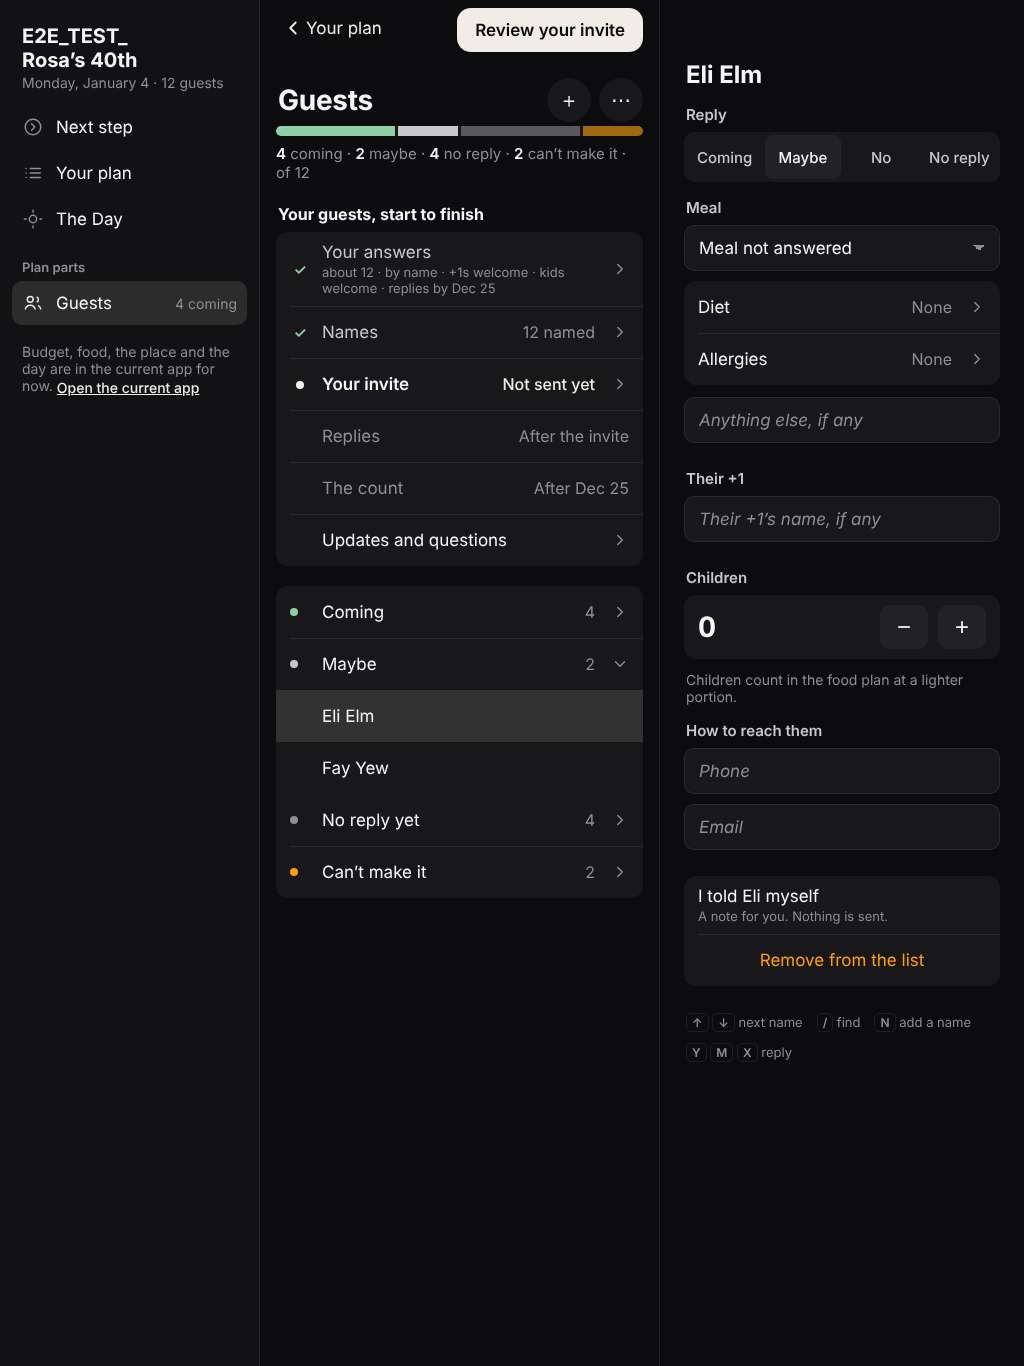 E2E_TEST_
Rosa’s 40th
Monday, January 4 · 12 guests
Next step
Your plan
The Day
Plan parts
Guests
4 coming
Budget, food, the place and the
day are in the current app for
now. Open the current app
Your plan
Review your invite
Guests
+
···
4 coming · 2 maybe · 4 no reply · 2 can’t make it ·
of 12
Your guests, start to finish
Your answers
about 12 · by name · +1s welcome · kids
welcome · replies by Dec 25
Names
12 named
Your invite
Not sent yet
Replies
After the invite
The count
After Dec 25
Updates and questions
Coming
4
Maybe
2
Eli Elm
Fay Yew
No reply yet
4
Can’t make it
2
Eli Elm
Reply
Coming
Maybe
No
No reply
Meal
Meal not answered
Diet
None
Allergies
None
Anything else, if any
Their +1
Their +1’s name, if any
Children
0
−
+
Children count in the food plan at a lighter
portion.
How to reach them
Phone
Email
I told Eli myself
A note for you. Nothing is sent.
Remove from the list
↑ ↓ next name / find N add a name
Y M X reply